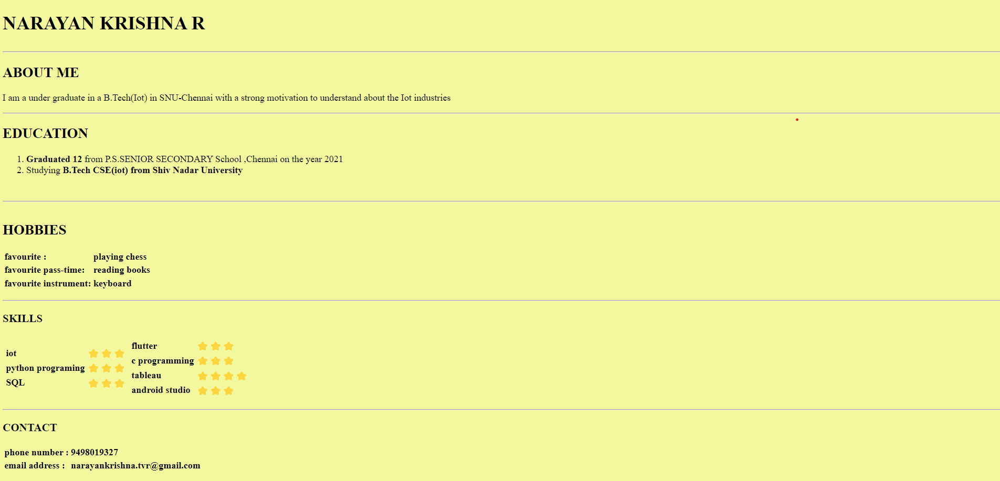 NARAYAN KRISHNA R
ABOUT ME
I am a under graduate in a B.Tech(Iot) in SNU-Chennai with a strong motivation to understand about the Iot industries
EDUCATION
1. Graduated 12 from P.S.SENIOR SECONDARY School ,Chennai on the year 2021
2. Studying B.Tech CSE(iot) from Shiv Nadar University
HOBBIES
favourite : playing chess
favourite pass-time: reading books
favourite instrument: keyboard
SKILLS
iot
python programing
SQL
flutter
c programming
tableau
android studio
CONTACT
phone number : 9498019327
email address : narayankrishna.tvr@gmail.com